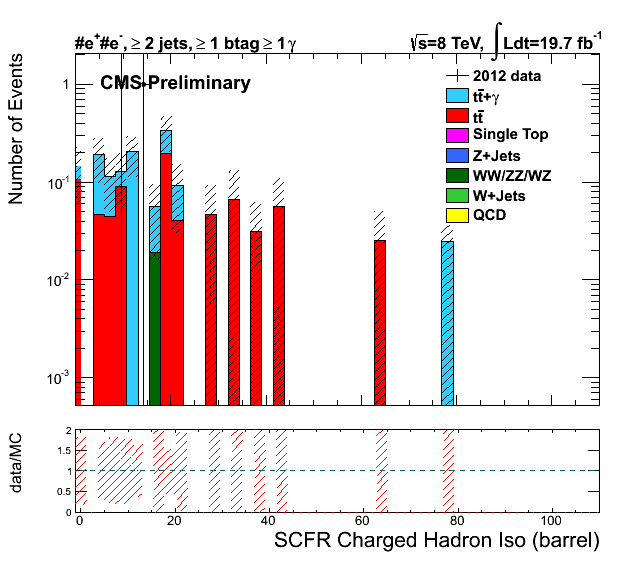 #e+#e-, ≥ 2 jets, ≥ 1 btag ≥ 1 γ
√s=8 TeV, ∫ Ldt=19.7 fb-1
CMS Preliminary
2012 data
tt̄+γ
tt̄
Single Top
Z+Jets
WW/ZZ/WZ
W+Jets
QCD
Number of Events
1
10-1
10-2
10-3
data/MC
2
1.5
1
0.5
0
0 20 40 60 80 100
SCFR Charged Hadron Iso (barrel)